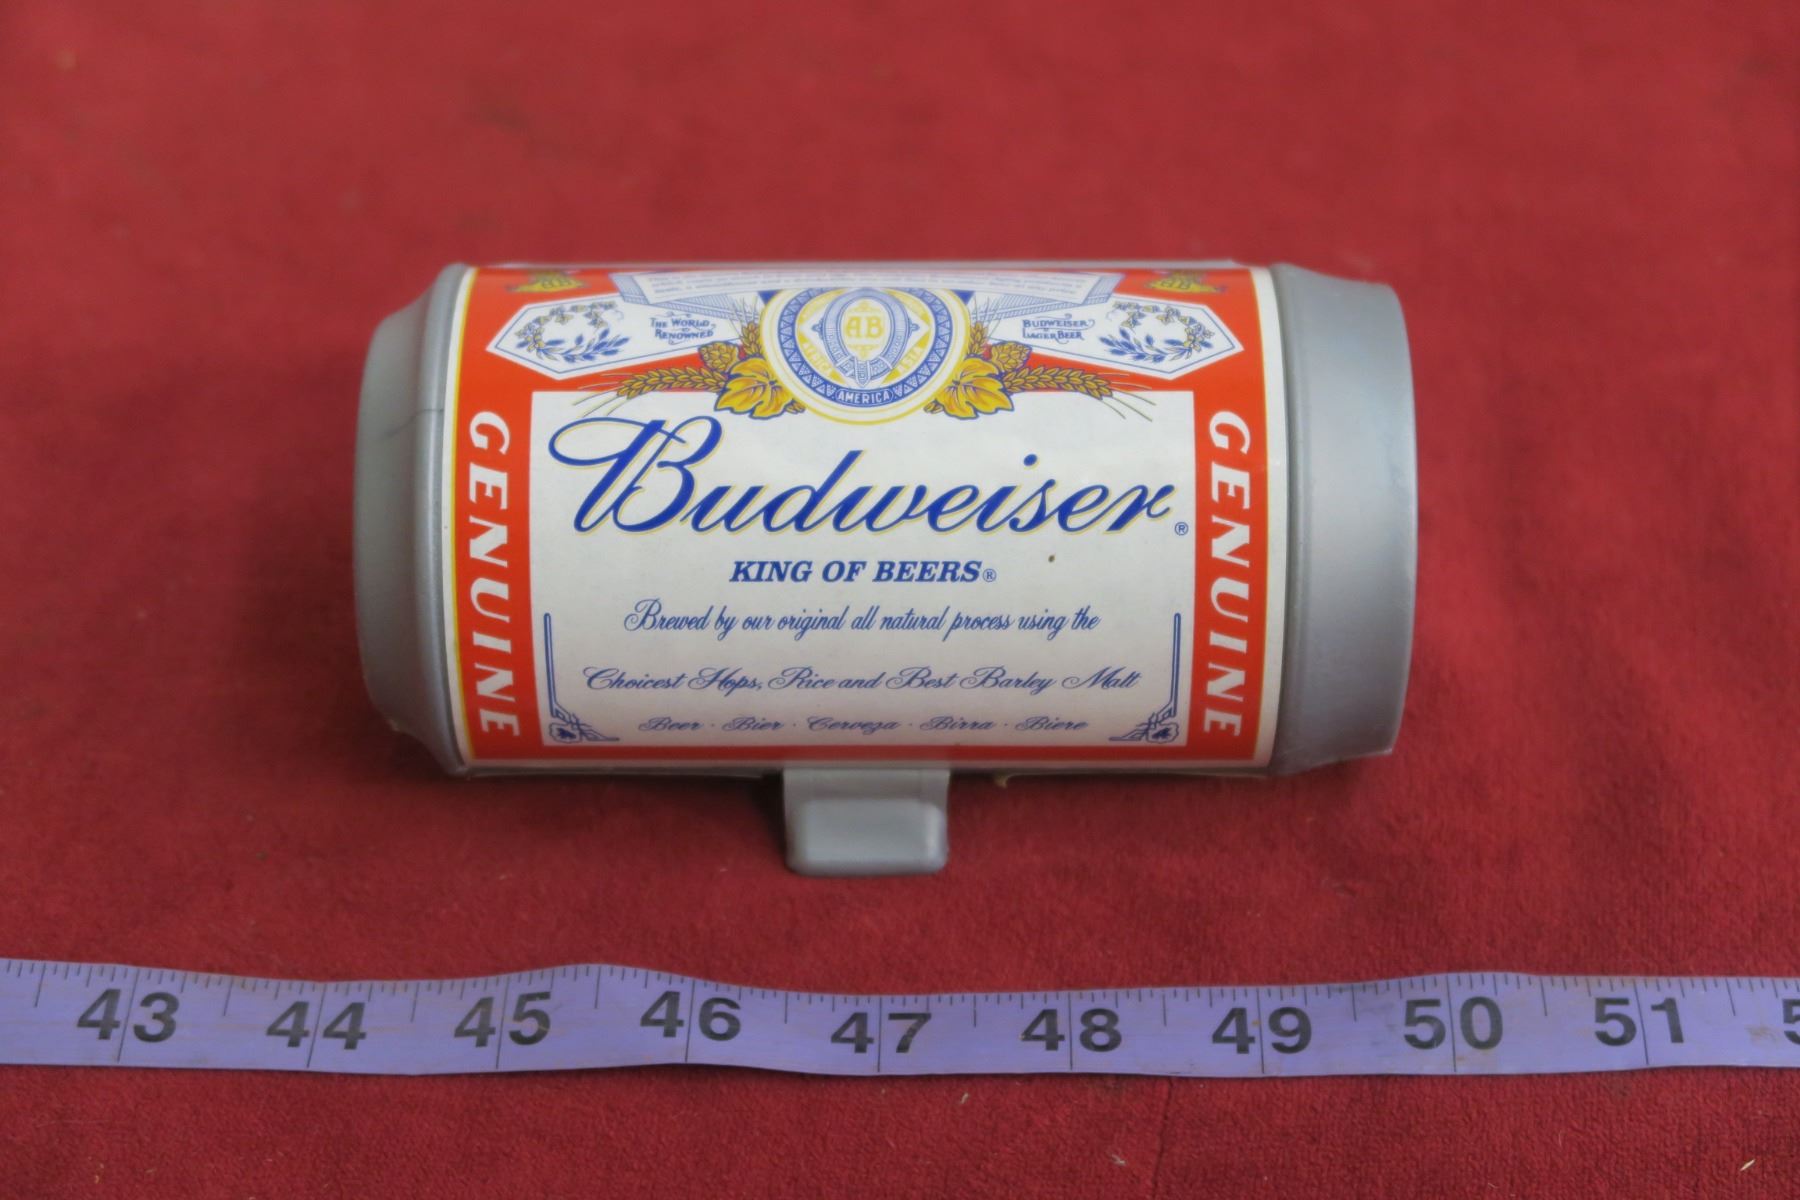 THE WORLD RENOWNED
BUDWEISER LAGER BEER
AB
AFRICA
ASIA
AMERICA
GENUINE
Budweiser®
GENUINE
KING OF BEERS®
Brewed by our original all natural process using the
Choicest Hops, Rice and Best Barley Malt
Beer · Bier · Cerveza · Birra · Biere
43 44 45 46 47 48 49 50 51